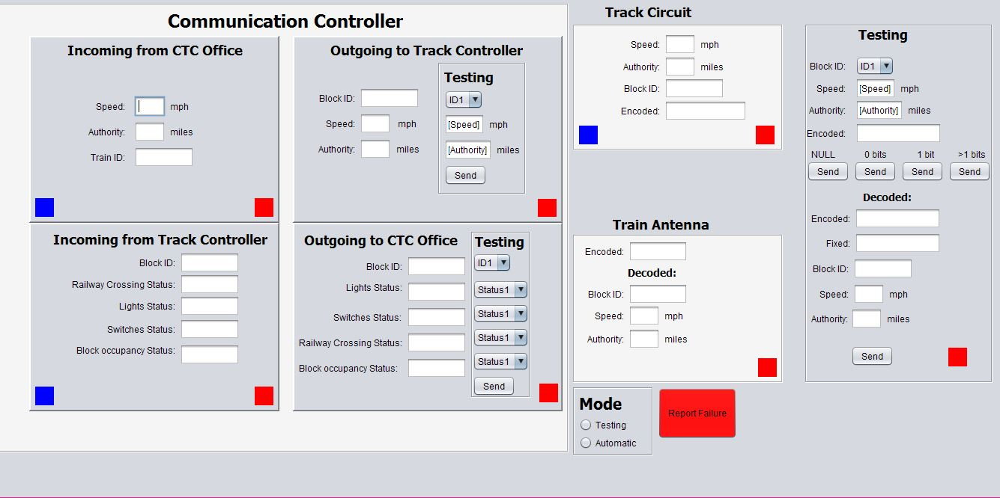 Communication Controller
Incoming from CTC Office
Speed: mph
Authority: miles
Train ID:
Outgoing to Track Controller
Block ID:
Speed: mph
Authority: miles
Testing
ID1
[Speed] mph
[Authority] miles
Send
Incoming from Track Controller
Block ID:
Railway Crossing Status:
Lights Status:
Switches Status:
Block occupancy Status:
Outgoing to CTC Office
Block ID:
Lights Status:
Switches Status:
Railway Crossing Status:
Block occupancy Status:
Testing
ID1
Status1
Status1
Status1
Status1
Send
Track Circuit
Speed: mph
Authority: miles
Block ID:
Encoded:
Train Antenna
Encoded:
Decoded:
Block ID:
Speed: mph
Authority: miles
Mode
Testing
Automatic
Report Failure
Testing
Block ID: ID1
Speed: [Speed] mph
Authority: [Authority] miles
Encoded:
NULL 0 bits 1 bit >1 bits
Send Send Send Send
Decoded:
Encoded:
Fixed:
Block ID:
Speed: mph
Authority: miles
Send